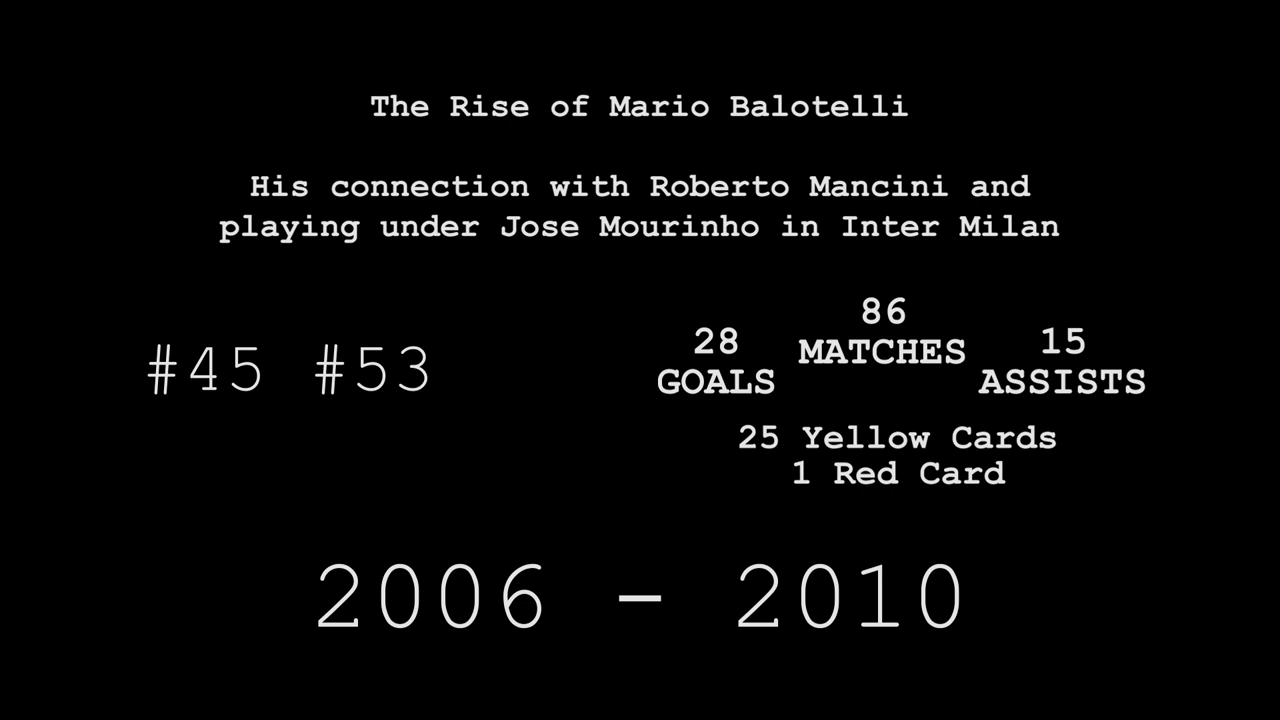 The Rise of Mario Balotelli
His connection with Roberto Mancini and
playing under Jose Mourinho in Inter Milan
#45 #53
28
GOALS
86
MATCHES
15
ASSISTS
25 Yellow Cards
1 Red Card
2006 - 2010